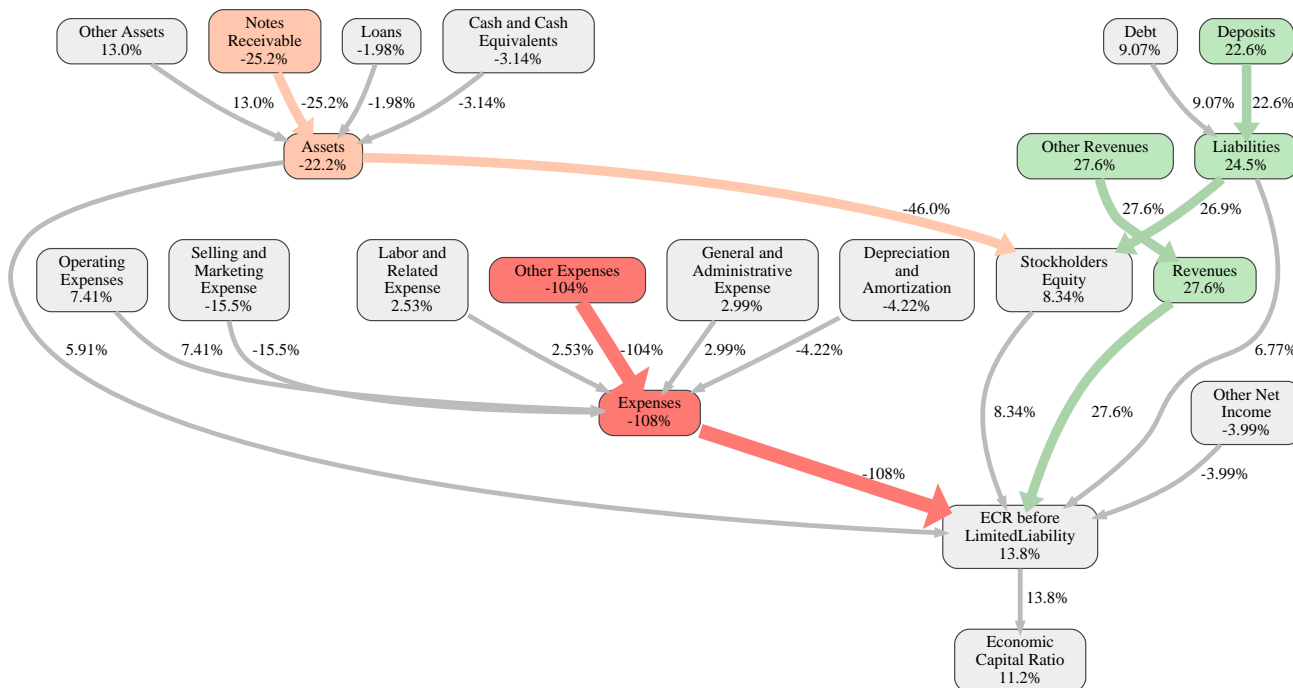 Other Assets
13.0%
Notes
Receivable
-25.2%
Loans
-1.98%
Cash and Cash
Equivalents
-3.14%
Debt
9.07%
Deposits
22.6%
13.0%
-25.2%
-1.98%
-3.14%
9.07%
22.6%
Assets
-22.2%
Other Revenues
27.6%
Liabilities
24.5%
-46.0%
27.6%
26.9%
Operating
Expenses
7.41%
Selling and
Marketing
Expense
-15.5%
Labor and
Related
Expense
2.53%
Other Expenses
-104%
General and
Administrative
Expense
2.99%
Depreciation
and
Amortization
-4.22%
Stockholders
Equity
8.34%
Revenues
27.6%
5.91%
7.41%
-15.5%
2.53%
-104%
2.99%
-4.22%
6.77%
Expenses
-108%
8.34%
27.6%
Other Net
Income
-3.99%
-108%
-3.99%
ECR before
LimitedLiability
13.8%
13.8%
Economic
Capital Ratio
11.2%